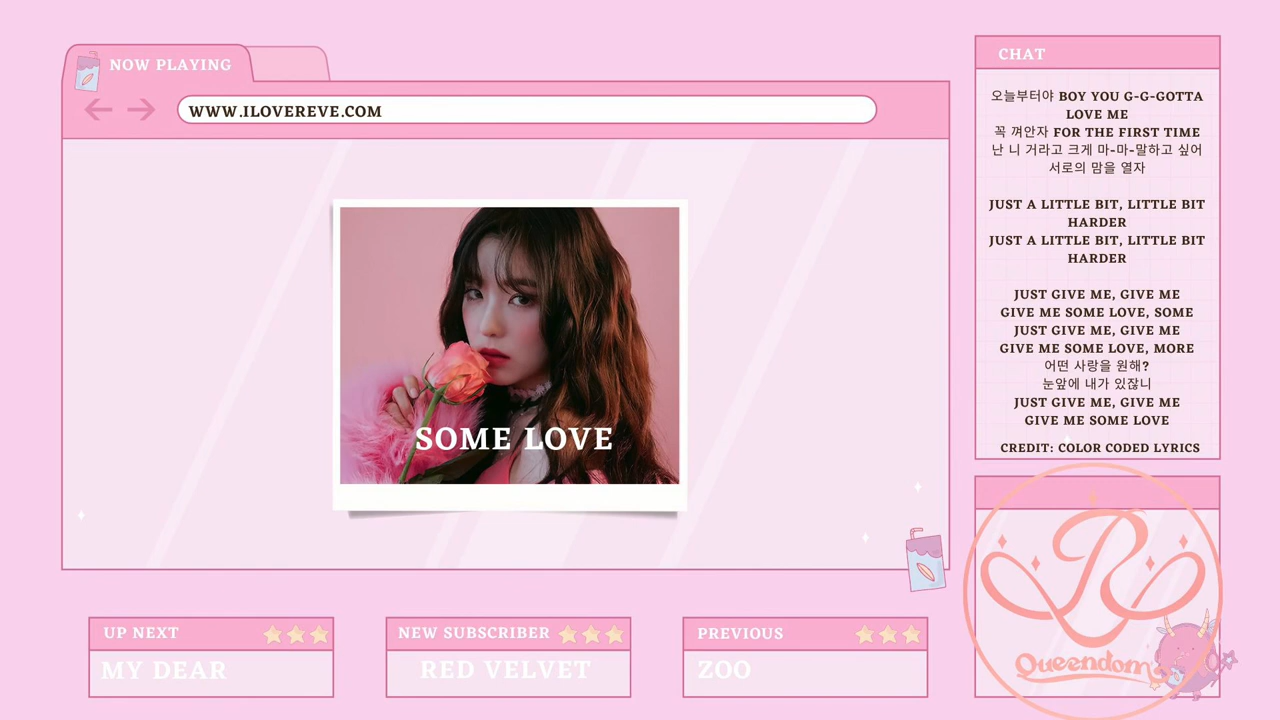 NOW PLAYING
WWW.ILOVEREVE.COM
SOME LOVE
CHAT
오늘부터야 BOY YOU G-G-GOTTA
LOVE ME
꼭 껴안자 FOR THE FIRST TIME
난 니 거라고 크게 마-마-말하고 싶어
서로의 맘을 열자
JUST A LITTLE BIT, LITTLE BIT
HARDER
JUST A LITTLE BIT, LITTLE BIT
HARDER
JUST GIVE ME, GIVE ME
GIVE ME SOME LOVE, SOME
JUST GIVE ME, GIVE ME
GIVE ME SOME LOVE, MORE
어떤 사랑을 원해?
눈앞에 내가 있잖니
JUST GIVE ME, GIVE ME
GIVE ME SOME LOVE
CREDIT: COLOR CODED LYRICS
R
Queendom
UP NEXT
MY DEAR
NEW SUBSCRIBER
RED VELVET
PREVIOUS
ZOO